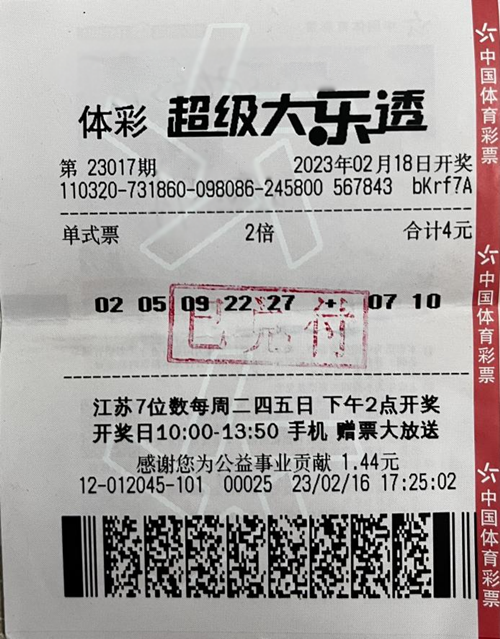 体彩 超级大乐透
第 23017期 2023年02月18日开奖
110320-731860-098086-245800 567843 bKrf7A
单式票 2倍 合计4元
02 05 09 22 27 + 07 10
已兑付
江苏7位数每周二四五日 下午2点开奖
开奖日10:00-13:50 手机 赠票大放送
感谢您为公益事业贡献 1.44元
12-012045-101 00025 23/02/16 17:25:02
中国体育彩票
中国体育彩票
中国体育彩票